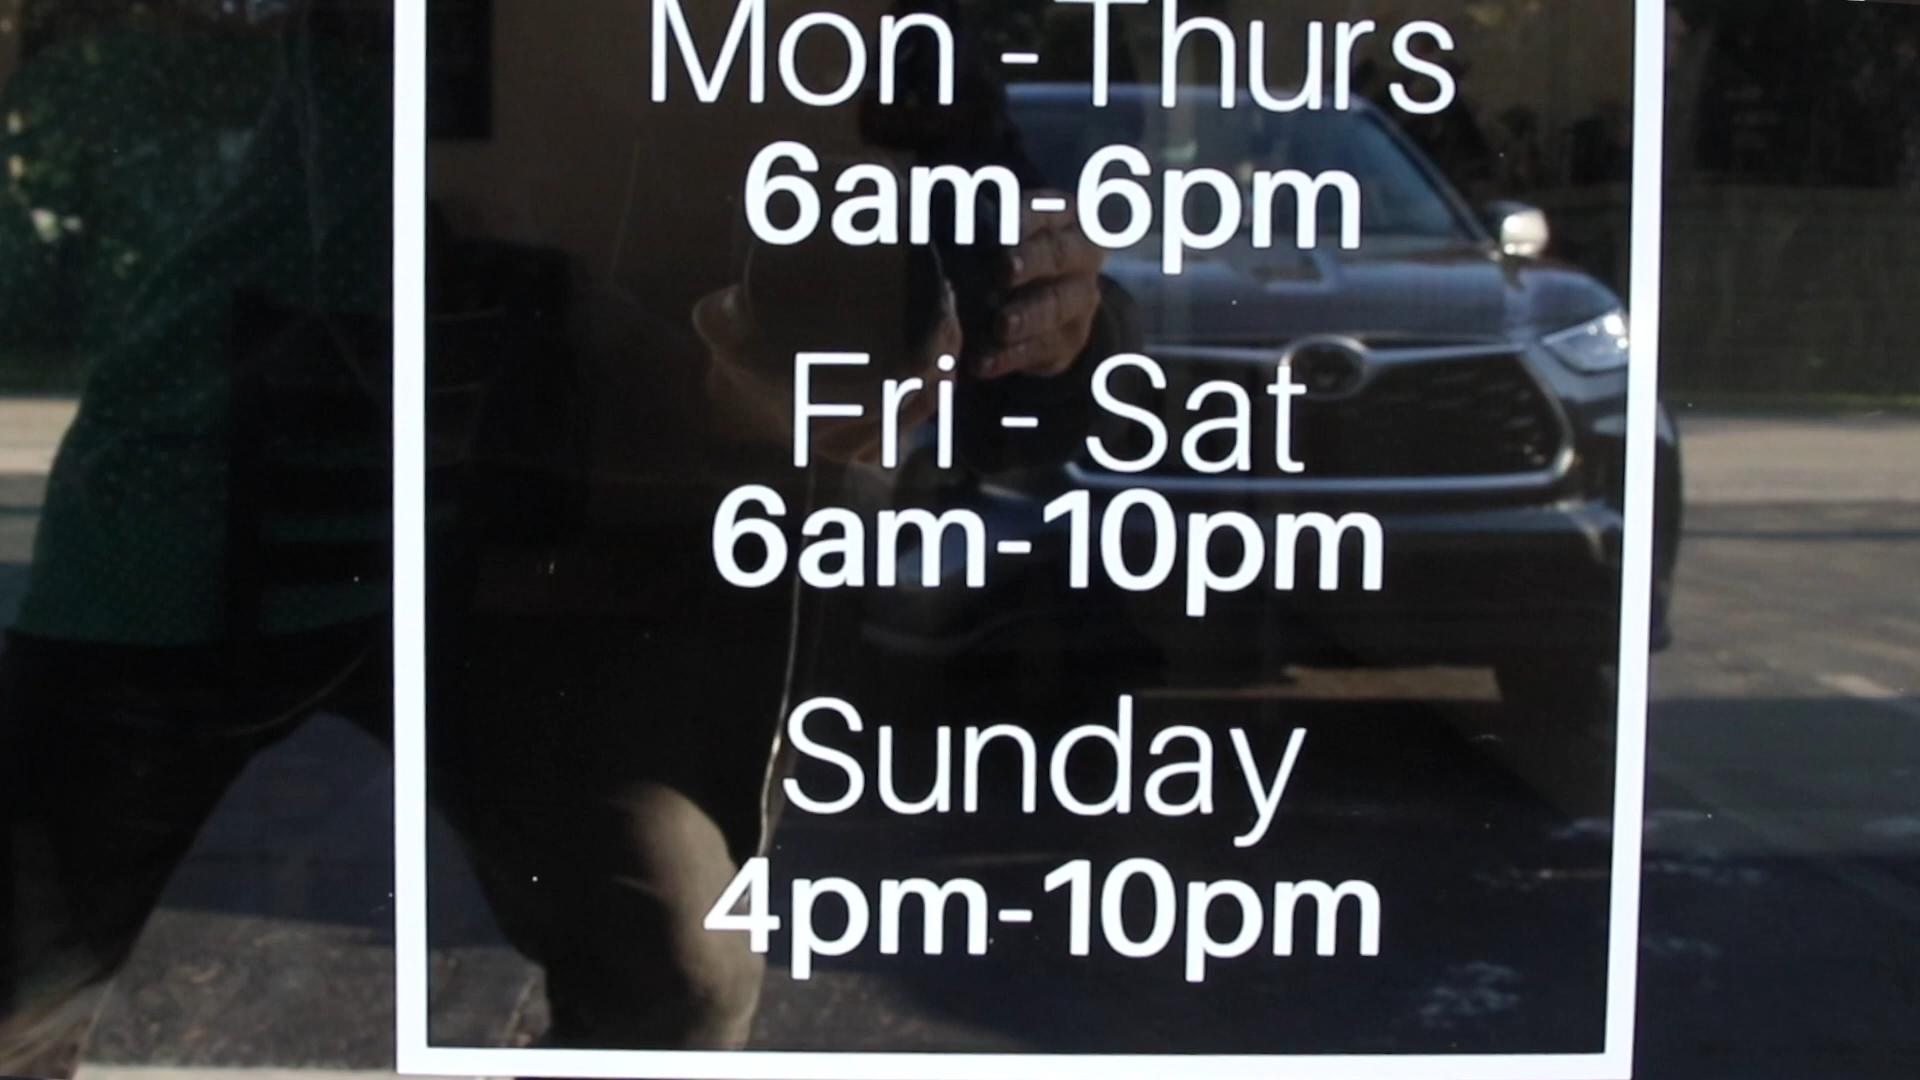 Mon - Thurs
6am-6pm
Fri - Sat
6am-10pm
Sunday
4pm-10pm